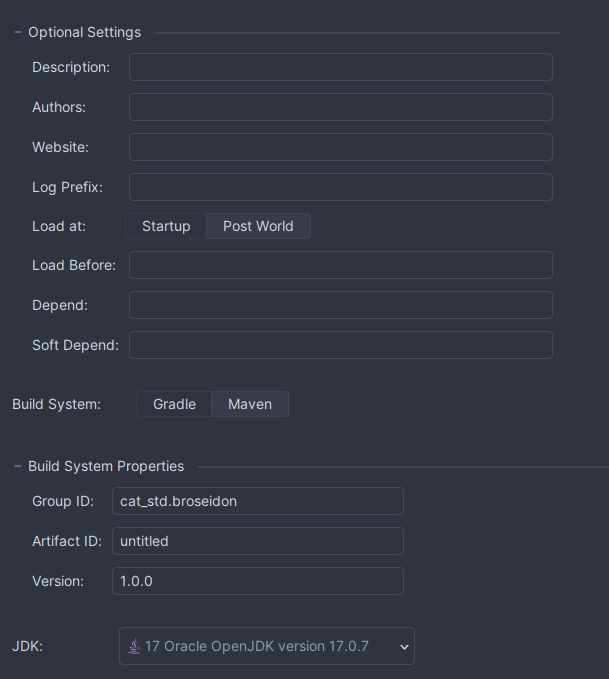 Optional Settings
Description:
Authors:
Website:
Log Prefix:
Load at: Startup Post World
Load Before:
Depend:
Soft Depend:
Build System: Gradle Maven
Build System Properties
Group ID: cat_std.broseidon
Artifact ID: untitled
Version: 1.0.0
JDK: 17 Oracle OpenJDK version 17.0.7